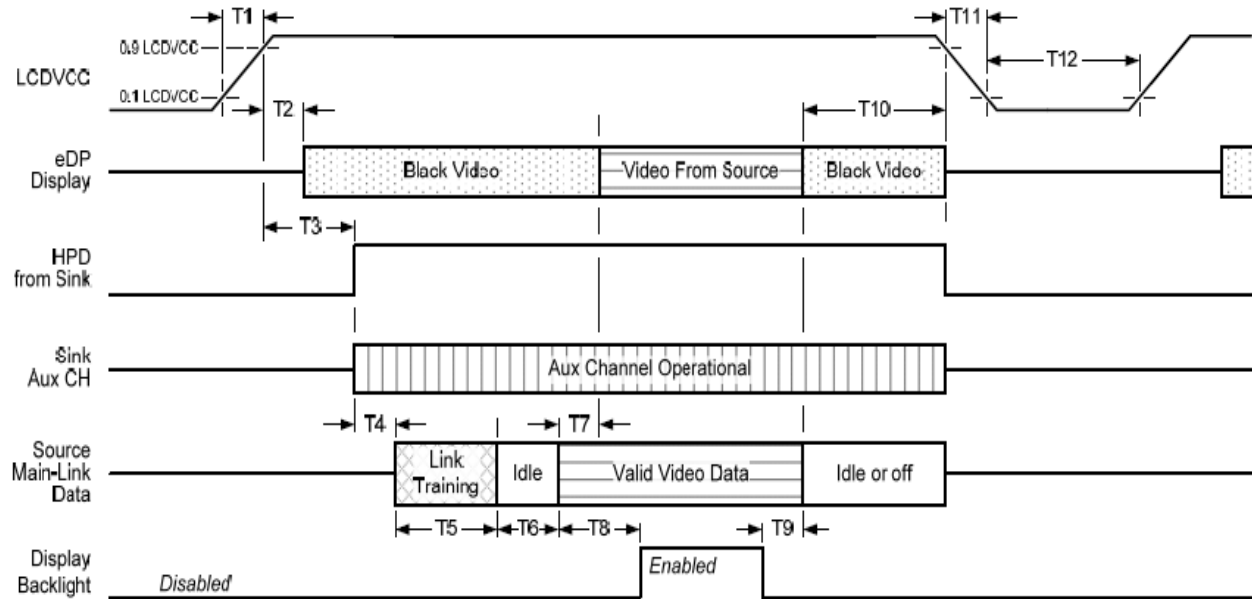 T1
T11
0.9 LCDVCC
LCDVCC
T12
0.1 LCDVCC
T2
T10
eDP
Display
Black Video
Video From Source
Black Video
T3
HPD
from Sink
Sink
Aux CH
Aux Channel Operational
T4
T7
Source
Main-Link
Data
Link
Training
Idle
Valid Video Data
Idle or off
T5
T6
T8
T9
Display
Backlight
Disabled
Enabled